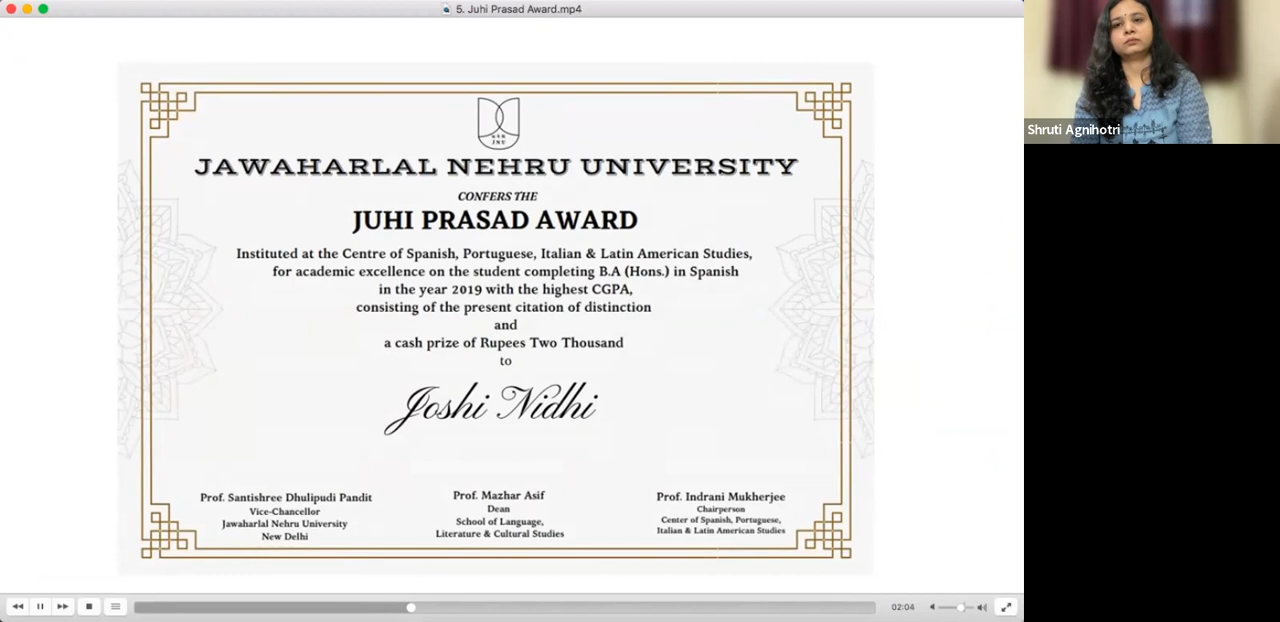 5. Juhi Prasad Award.mp4
Shruti Agnihotri
JNU
JAWAHARLAL NEHRU UNIVERSITY
CONFERS THE
JUHI PRASAD AWARD
Instituted at the Centre of Spanish, Portuguese, Italian & Latin American Studies,
for academic excellence on the student completing B.A (Hons.) in Spanish
in the year 2019 with the highest CGPA,
consisting of the present citation of distinction
and
a cash prize of Rupees Two Thousand
to
Joshi Nidhi
Prof. Santishree Dhulipudi Pandit
Vice-Chancellor
Jawaharlal Nehru University
New Delhi
Prof. Mazhar Asif
Dean
School of Language,
Literature & Cultural Studies
Prof. Indrani Mukherjee
Chairperson
Center of Spanish, Portuguese,
Italian & Latin American Studies
02:04